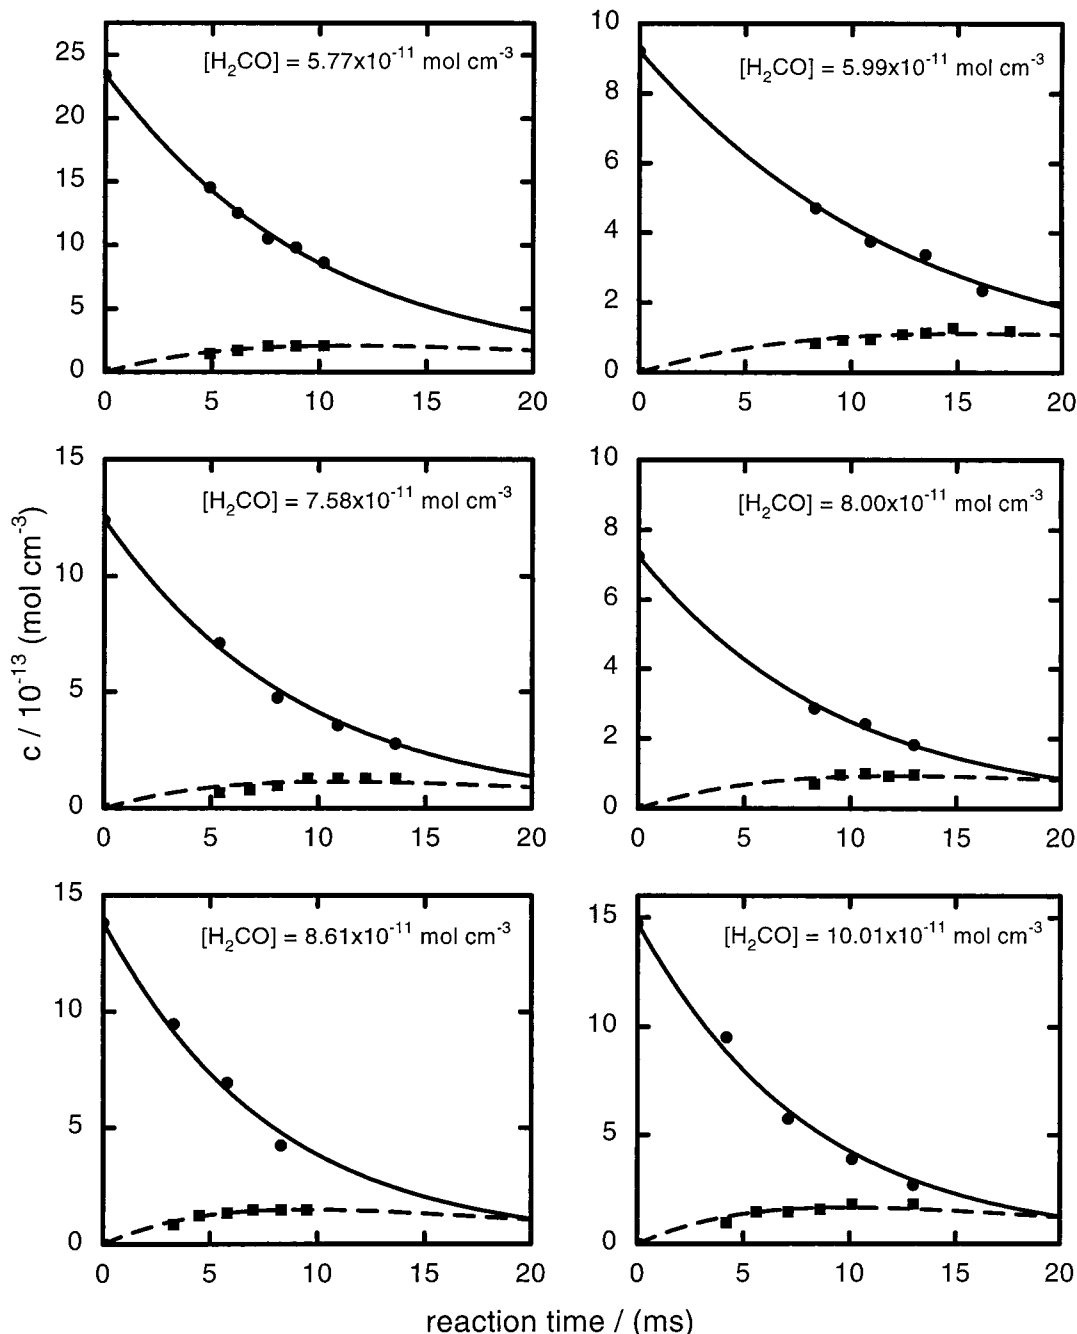 [H₂CO] = 5.77x10⁻¹¹ mol cm⁻³
25
20
15
10
5
0
0 5 10 15 20
[H₂CO] = 5.99x10⁻¹¹ mol cm⁻³
10
8
6
4
2
0
0 5 10 15 20
[H₂CO] = 7.58x10⁻¹¹ mol cm⁻³
15
10
5
0
0 5 10 15 20
[H₂CO] = 8.00x10⁻¹¹ mol cm⁻³
10
8
6
4
2
0
0 5 10 15 20
c / 10⁻¹³ (mol cm⁻³)
[H₂CO] = 8.61x10⁻¹¹ mol cm⁻³
15
10
5
0
0 5 10 15 20
[H₂CO] = 10.01x10⁻¹¹ mol cm⁻³
15
10
5
0
0 5 10 15 20
reaction time / (ms)